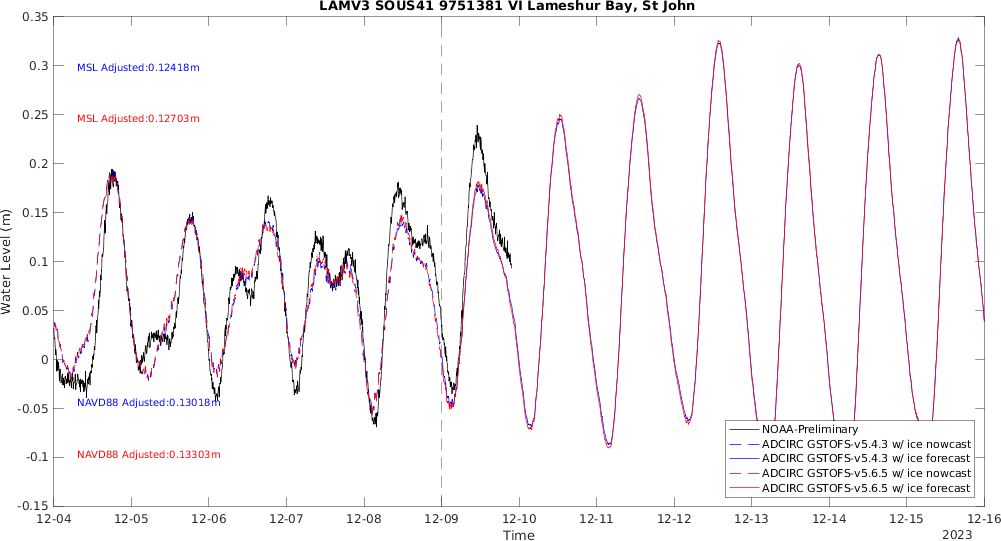 LAMV3 SOUS41 9751381 VI Lameshur Bay, St John
0.35
0.3
0.25
0.2
0.15
0.1
0.05
0
-0.05
-0.1
-0.15
Water Level (m)
MSL Adjusted:0.12418m
MSL Adjusted:0.12703m
NAVD88 Adjusted:0.13018m
NAVD88 Adjusted:0.13303m
NOAA-Preliminary
ADCIRC GSTOFS-v5.4.3 w/ ice nowcast
ADCIRC GSTOFS-v5.4.3 w/ ice forecast
ADCIRC GSTOFS-v5.6.5 w/ ice nowcast
ADCIRC GSTOFS-v5.6.5 w/ ice forecast
12-04 12-05 12-06 12-07 12-08 12-09 12-10 12-11 12-12 12-13 12-14 12-15 12-16
Time
2023